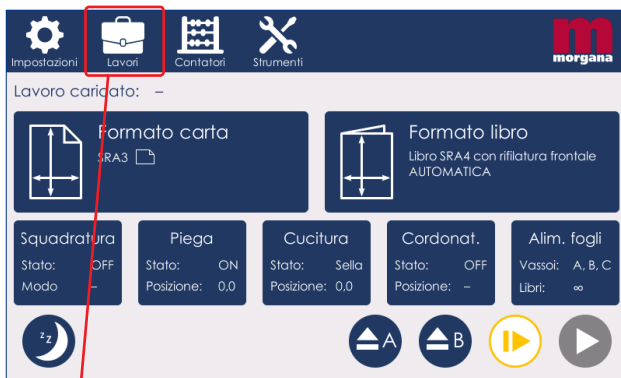 Impostazioni Lavori Contatori Strumenti
morgana
Lavoro caricato: –
Formato carta
SRA3
Formato libro
Libro SRA4 con rifilatura frontale
AUTOMATICA
Squadratura
Stato: OFF
Modo –
Piega
Stato: ON
Posizione: 0,0
Cucitura
Stato: Sella
Posizione: 0,0
Cordonat.
Stato: OFF
Posizione: –
Alim. fogli
Vassoi: A, B, C
Libri: ∞
z z
A
B